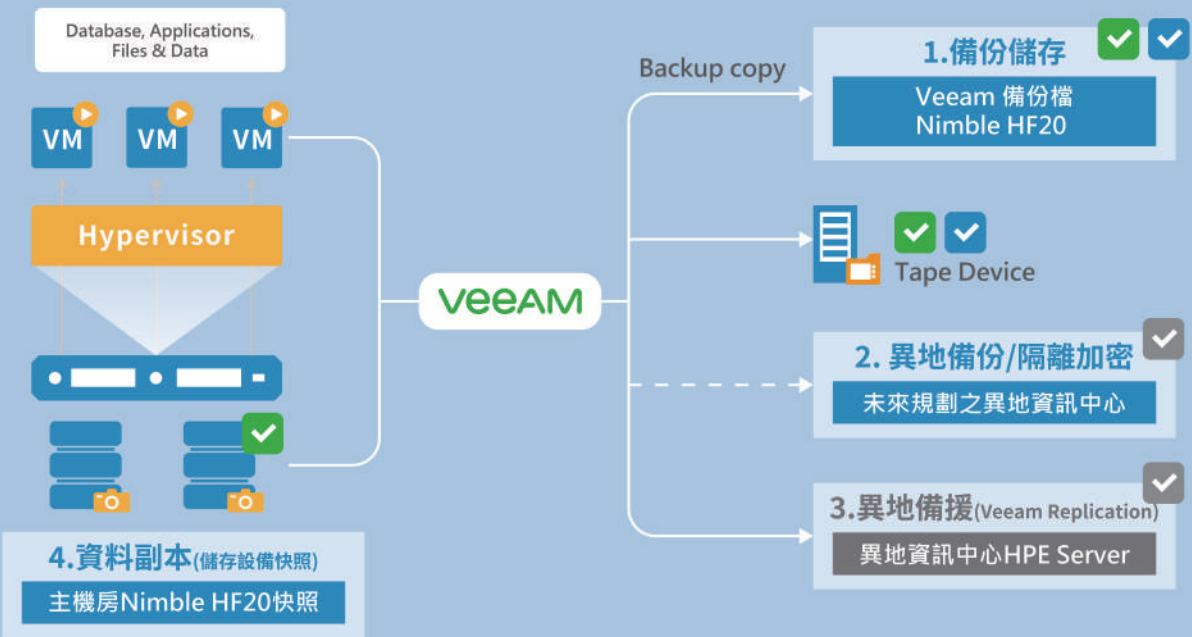 Database, Applications,
Files & Data
VM
VM
VM
Hypervisor
4.資料副本(儲存設備快照)
主機房Nimble HF20快照
veeAM
Backup copy
1.備份儲存
Veeam 備份檔
Nimble HF20
Tape Device
2. 異地備份/隔離加密
未來規劃之異地資訊中心
3.異地備援(Veeam Replication)
異地資訊中心HPE Server